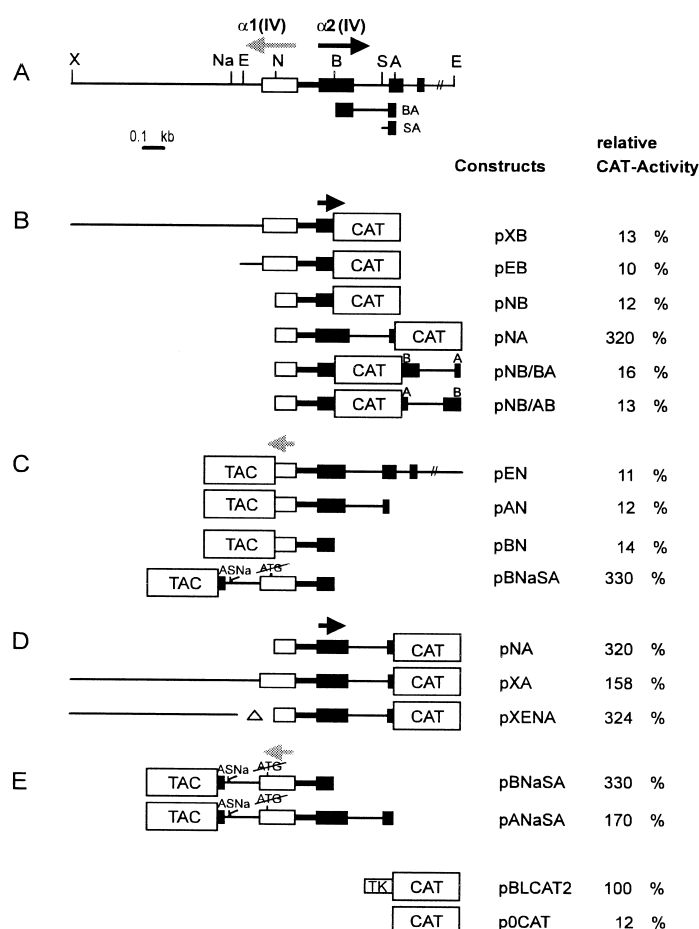 α1(IV) α2(IV)
X Na E N B S A E
A
BA
SA
0.1 kb
relative
Constructs CAT-Activity
B
CAT pXB 13 %
CAT pEB 10 %
CAT pNB 12 %
CAT pNA 320 %
CAT B A pNB/BA 16 %
CAT A B pNB/AB 13 %
C
TAC pEN 11 %
TAC pAN 12 %
TAC pBN 14 %
TAC ASNa ATG pBNaSA 330 %
D
CAT pNA 320 %
CAT pXA 158 %
CAT pXENA 324 %
E
TAC ASNa ATG pBNaSA 330 %
TAC ASNa ATG pANaSA 170 %
TK CAT pBLCAT2 100 %
CAT p0CAT 12 %